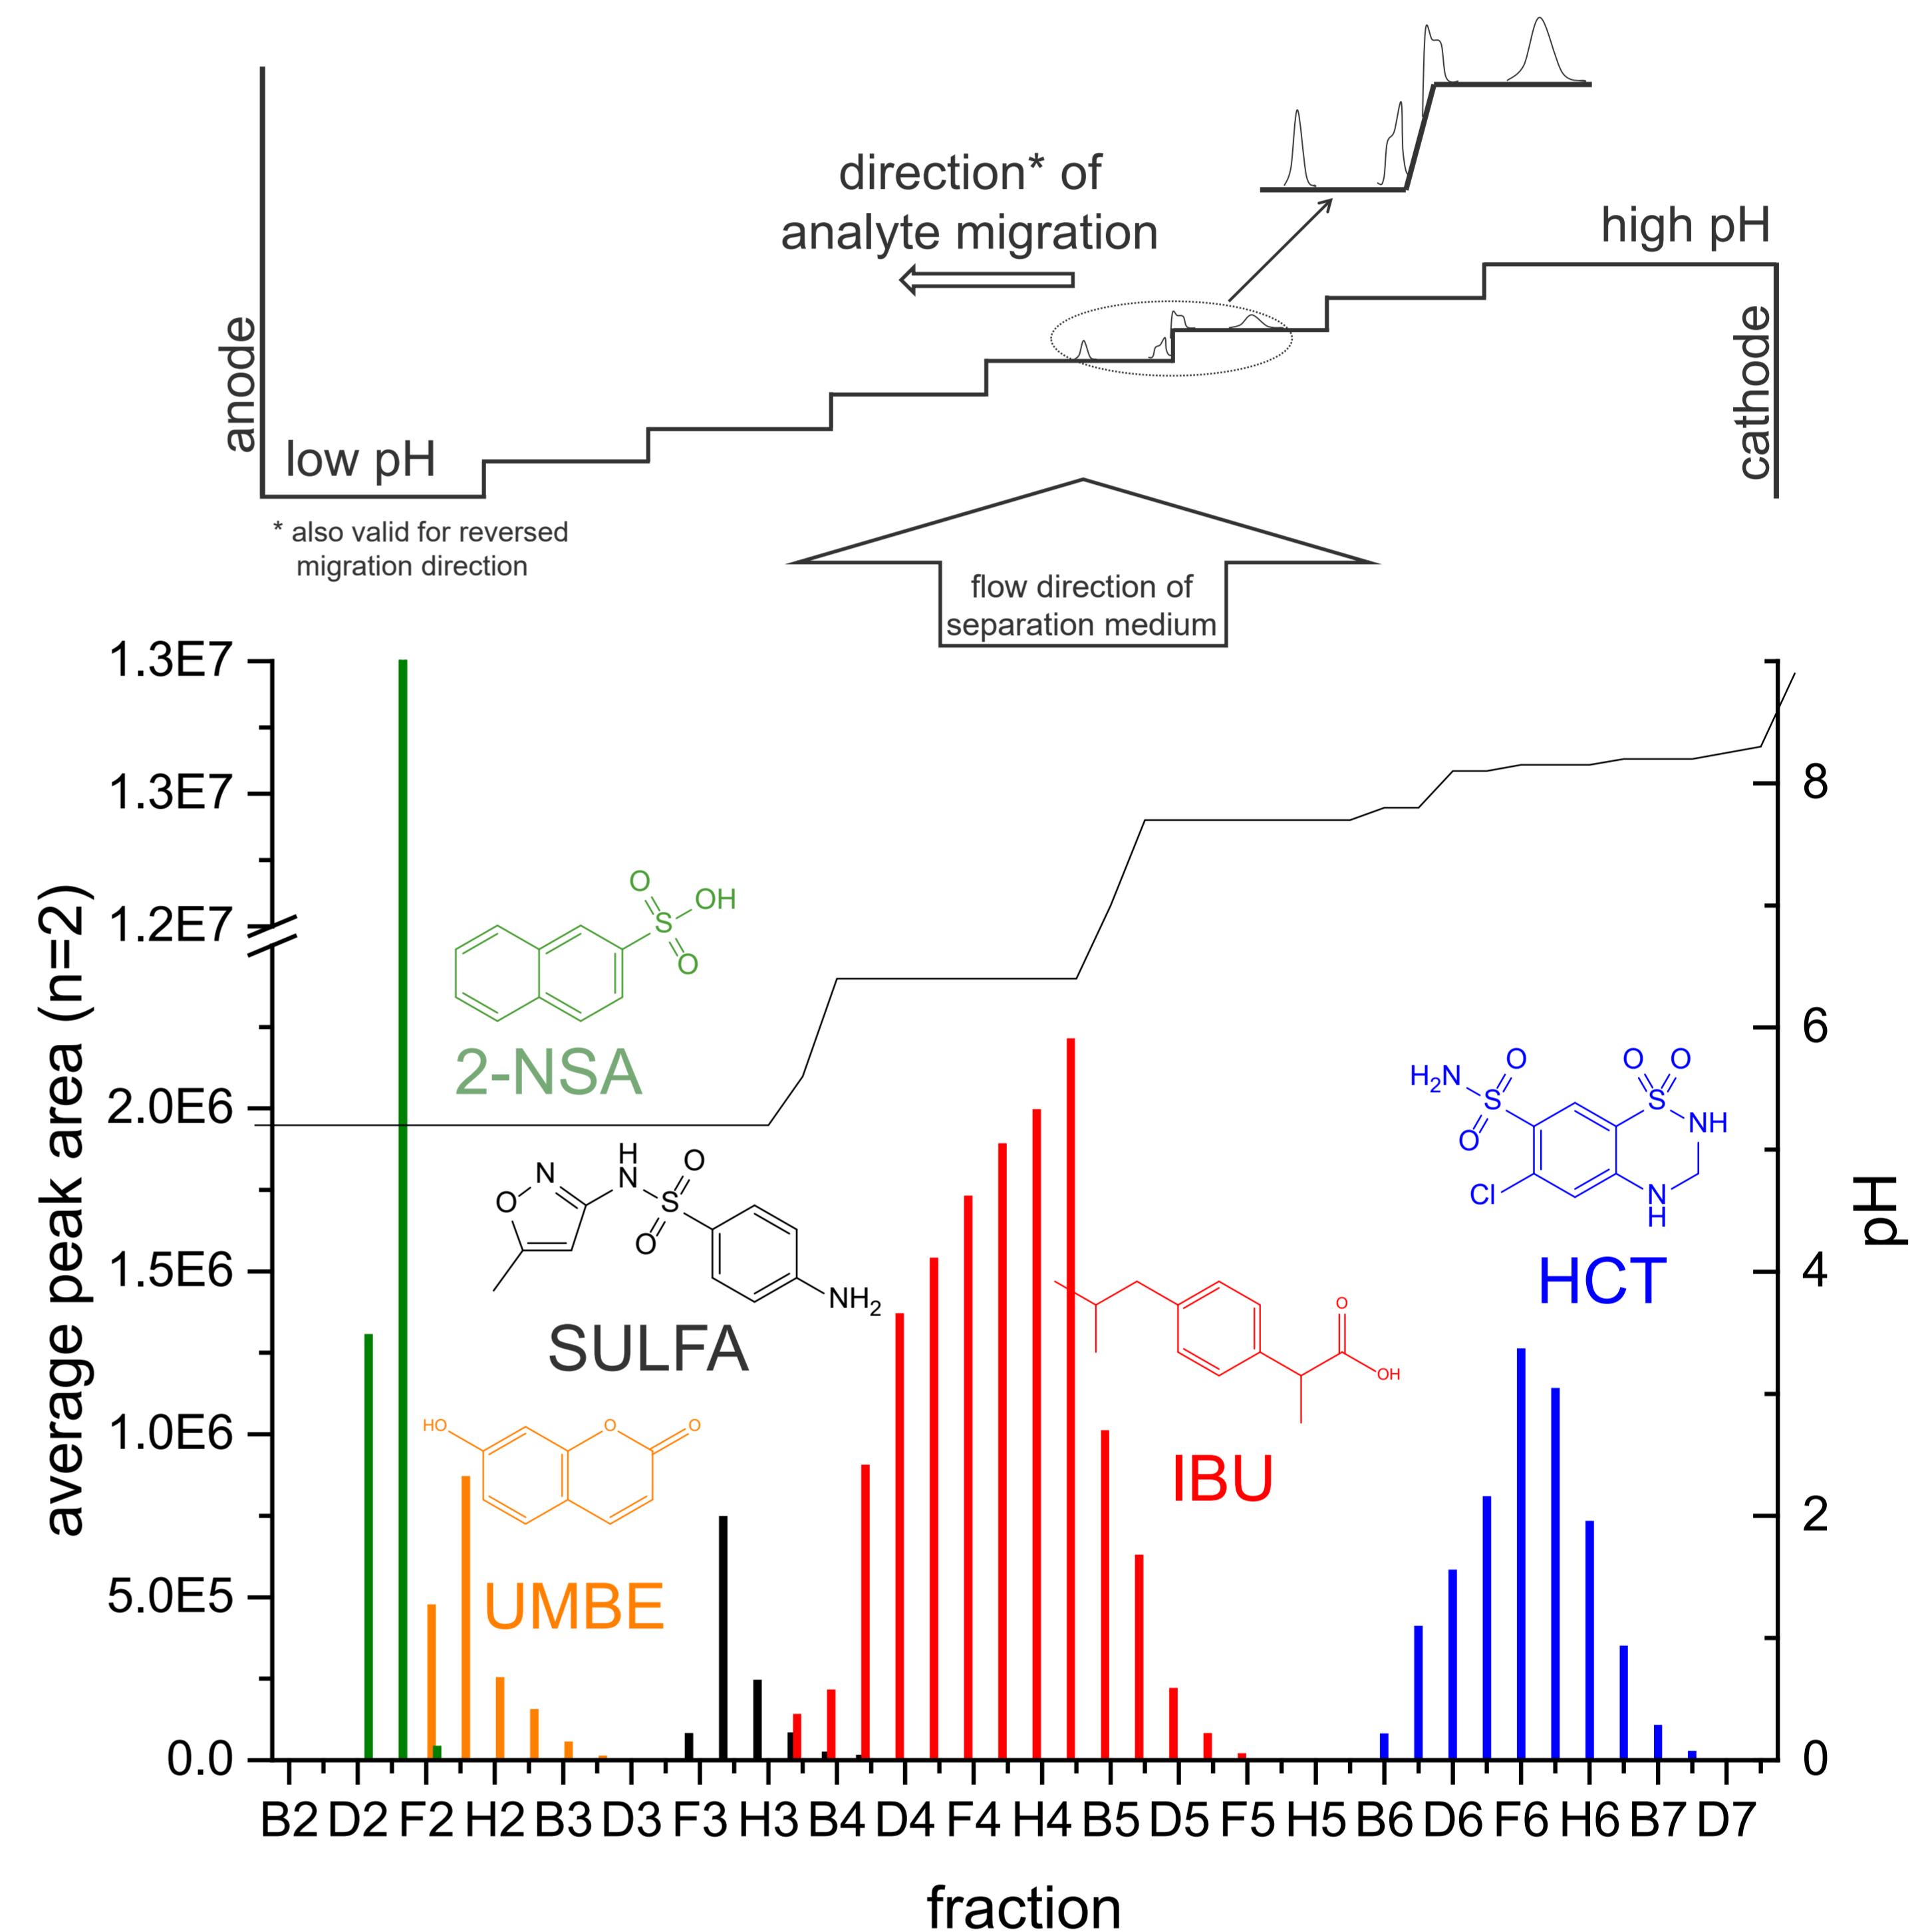 direction* of
analyte migration
high pH
anode
cathode
low pH
* also valid for reversed
migration direction
flow direction of
separation medium
1.3E7
1.3E7
1.2E7
2.0E6
1.5E6
1.0E6
5.0E5
0.0
average peak area (n=2)
8
6
4
2
0
pH
O
S
OH
O
2-NSA
O
N
H
N
S
O
O
NH2
SULFA
HO
O
O
UMBE
O
OH
IBU
H2N
S
O
O
O
O
S
NH
N
H
Cl
HCT
B2 D2 F2 H2 B3 D3 F3 H3 B4 D4 F4 H4 B5 D5 F5 H5 B6 D6 F6 H6 B7 D7
fraction